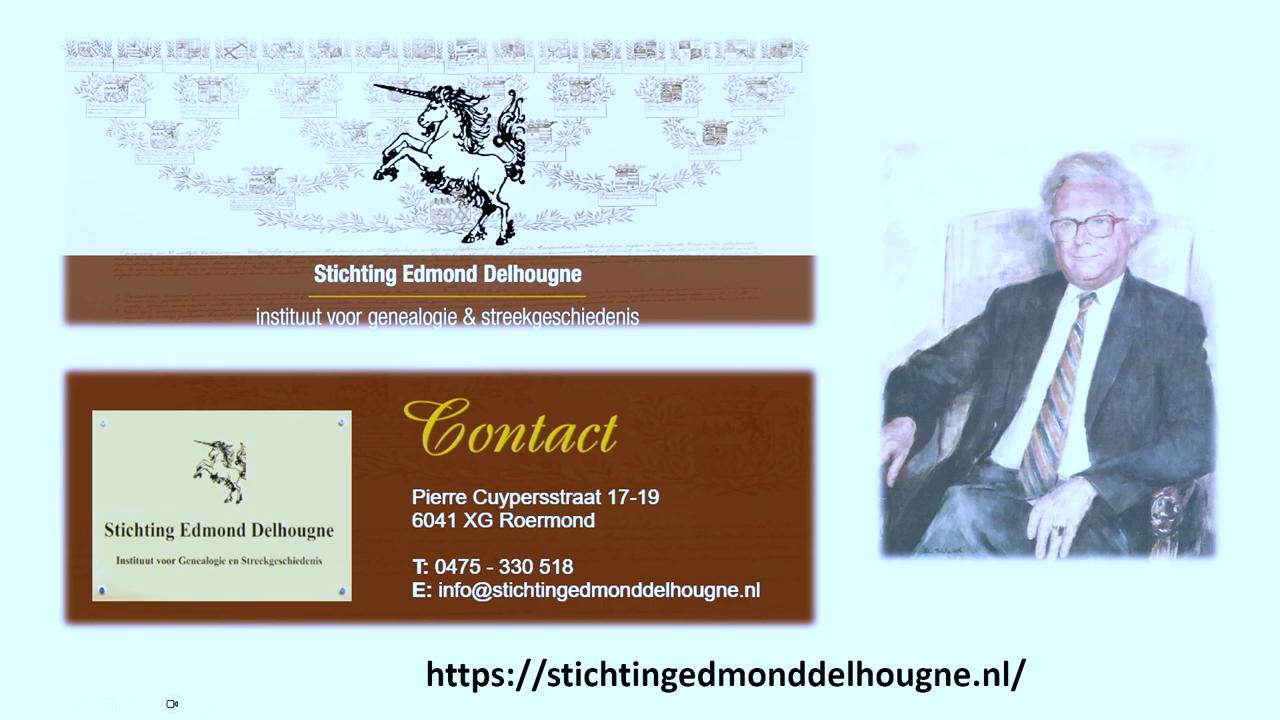 Stichting Edmond Delhougne
instituut voor genealogie & streekgeschiedenis
Stichting Edmond Delhougne
Instituut voor Genealogie en Streekgeschiedenis
Contact
Pierre Cuypersstraat 17-19
6041 XG Roermond
T: 0475 - 330 518
E: info@stichtingedmonddelhougne.nl
https://stichtingedmonddelhougne.nl/